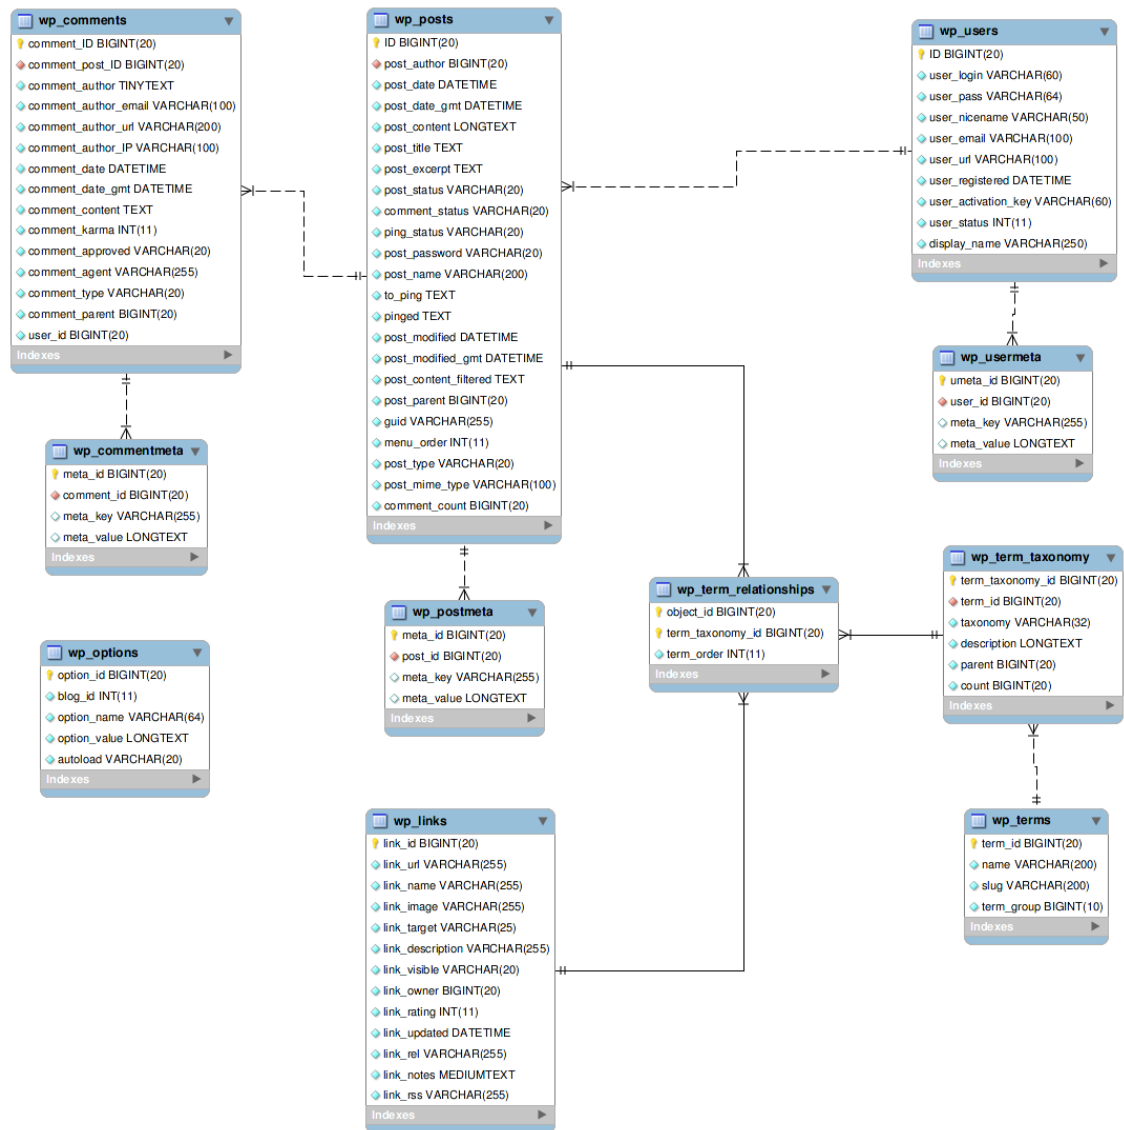 wp_comments
comment_ID BIGINT(20)
comment_post_ID BIGINT(20)
comment_author TINYTEXT
comment_author_email VARCHAR(100)
comment_author_url VARCHAR(200)
comment_author_IP VARCHAR(100)
comment_date DATETIME
comment_date_gmt DATETIME
comment_content TEXT
comment_karma INT(11)
comment_approved VARCHAR(20)
comment_agent VARCHAR(255)
comment_type VARCHAR(20)
comment_parent BIGINT(20)
user_id BIGINT(20)
Indexes
wp_posts
ID BIGINT(20)
post_author BIGINT(20)
post_date DATETIME
post_date_gmt DATETIME
post_content LONGTEXT
post_title TEXT
post_excerpt TEXT
post_status VARCHAR(20)
comment_status VARCHAR(20)
ping_status VARCHAR(20)
post_password VARCHAR(20)
post_name VARCHAR(200)
to_ping TEXT
pinged TEXT
post_modified DATETIME
post_modified_gmt DATETIME
post_content_filtered TEXT
post_parent BIGINT(20)
guid VARCHAR(255)
menu_order INT(11)
post_type VARCHAR(20)
post_mime_type VARCHAR(100)
comment_count BIGINT(20)
Indexes
wp_users
ID BIGINT(20)
user_login VARCHAR(60)
user_pass VARCHAR(64)
user_nicename VARCHAR(50)
user_email VARCHAR(100)
user_url VARCHAR(100)
user_registered DATETIME
user_activation_key VARCHAR(60)
user_status INT(11)
display_name VARCHAR(250)
Indexes
wp_usermeta
umeta_id BIGINT(20)
user_id BIGINT(20)
meta_key VARCHAR(255)
meta_value LONGTEXT
Indexes
wp_commentmeta
meta_id BIGINT(20)
comment_id BIGINT(20)
meta_key VARCHAR(255)
meta_value LONGTEXT
Indexes
wp_postmeta
meta_id BIGINT(20)
post_id BIGINT(20)
meta_key VARCHAR(255)
meta_value LONGTEXT
Indexes
wp_term_relationships
object_id BIGINT(20)
term_taxonomy_id BIGINT(20)
term_order INT(11)
Indexes
wp_term_taxonomy
term_taxonomy_id BIGINT(20)
term_id BIGINT(20)
taxonomy VARCHAR(32)
description LONGTEXT
parent BIGINT(20)
count BIGINT(20)
Indexes
wp_options
option_id BIGINT(20)
blog_id INT(11)
option_name VARCHAR(64)
option_value LONGTEXT
autoload VARCHAR(20)
Indexes
wp_links
link_id BIGINT(20)
link_url VARCHAR(255)
link_name VARCHAR(255)
link_image VARCHAR(255)
link_target VARCHAR(25)
link_description VARCHAR(255)
link_visible VARCHAR(20)
link_owner BIGINT(20)
link_rating INT(11)
link_updated DATETIME
link_rel VARCHAR(255)
link_notes MEDIUMTEXT
link_rss VARCHAR(255)
Indexes
wp_terms
term_id BIGINT(20)
name VARCHAR(200)
slug VARCHAR(200)
term_group BIGINT(10)
Indexes